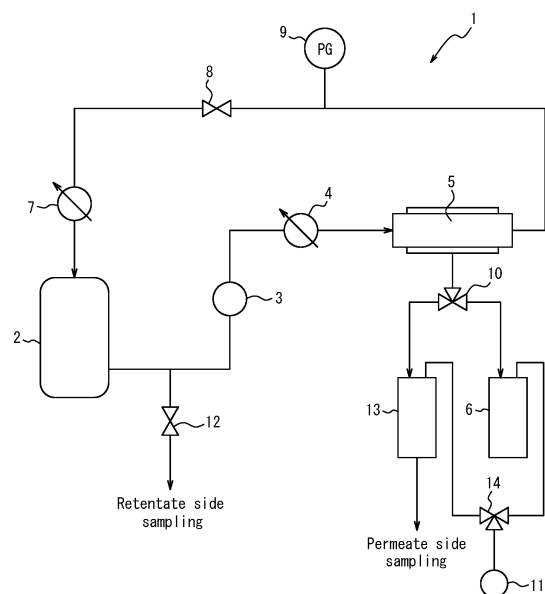 1
9
PG
8
7
4
5
10
2
3
13
6
12
14
Retentate side
sampling
Permeate side
sampling
11